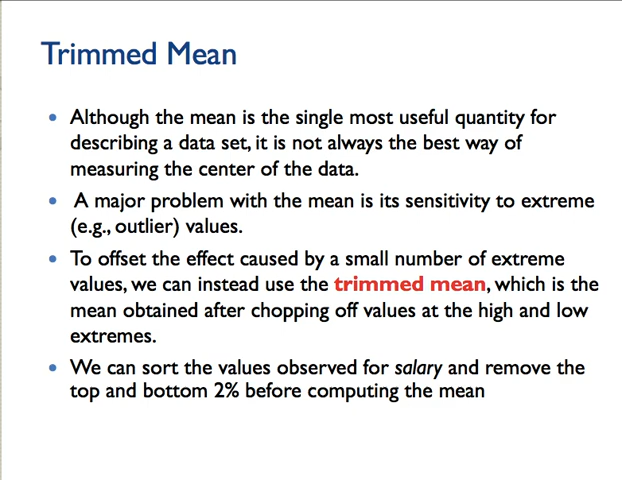 Trimmed Mean
• Although the mean is the single most useful quantity for
describing a data set, it is not always the best way of
measuring the center of the data.
• A major problem with the mean is its sensitivity to extreme
(e.g., outlier) values.
• To offset the effect caused by a small number of extreme
values, we can instead use the trimmed mean, which is the
mean obtained after chopping off values at the high and low
extremes.
• We can sort the values observed for salary and remove the
top and bottom 2% before computing the mean